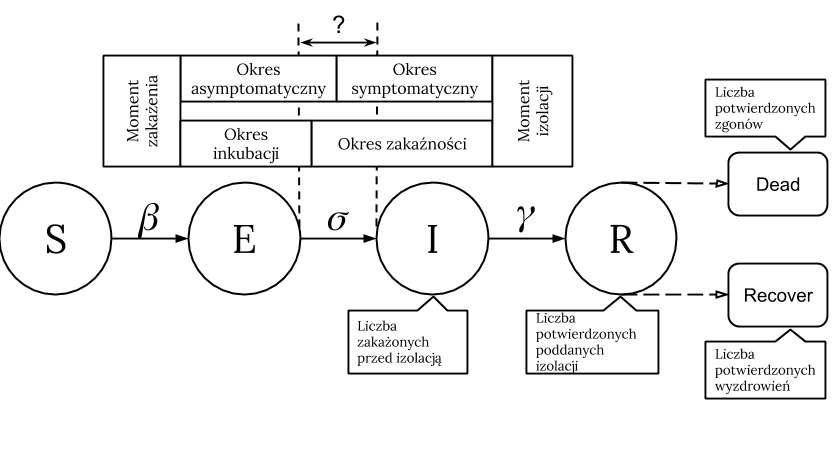 ?
Moment
zakażenia
Okres
asymptomatyczny
Okres
symptomatyczny
Okres
inkubacji
Okres zakaźności
Moment
izolacji
S
β
E
σ
I
γ
R
Liczba
potwierdzonych
zgonów
Dead
Recover
Liczba
zakażonych
przed izolacją
Liczba
potwierdzonych
poddanych
izolacji
Liczba
potwierdzonych
wyzdrowień